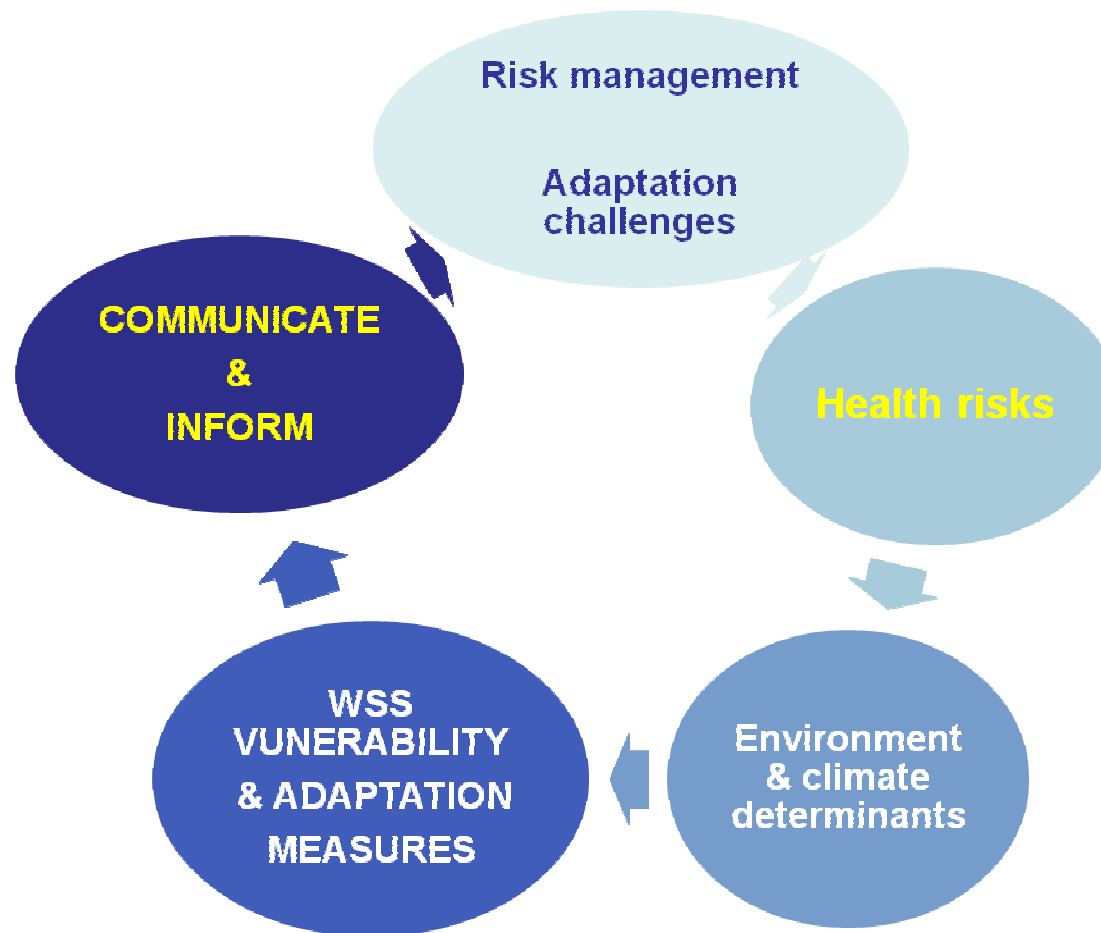 Risk management
Adaptation
challenges
COMMUNICATE
&
INFORM
Health risks
WSS
VUNERABILITY
& ADAPTATION
MEASURES
Environment
& climate
determinants